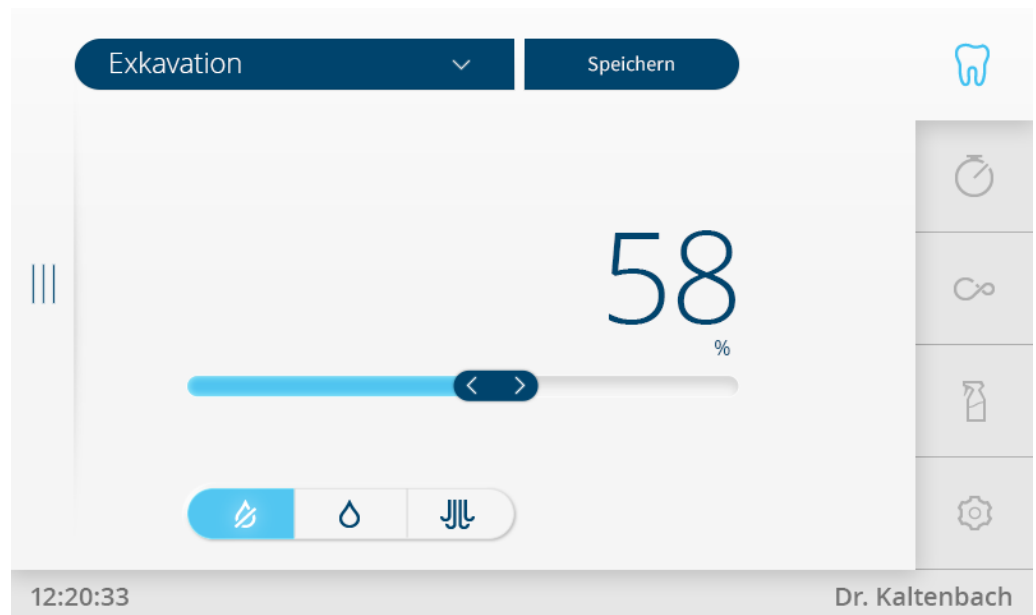 Exkavation
Speichern
58
%
12:20:33
Dr. Kaltenbach